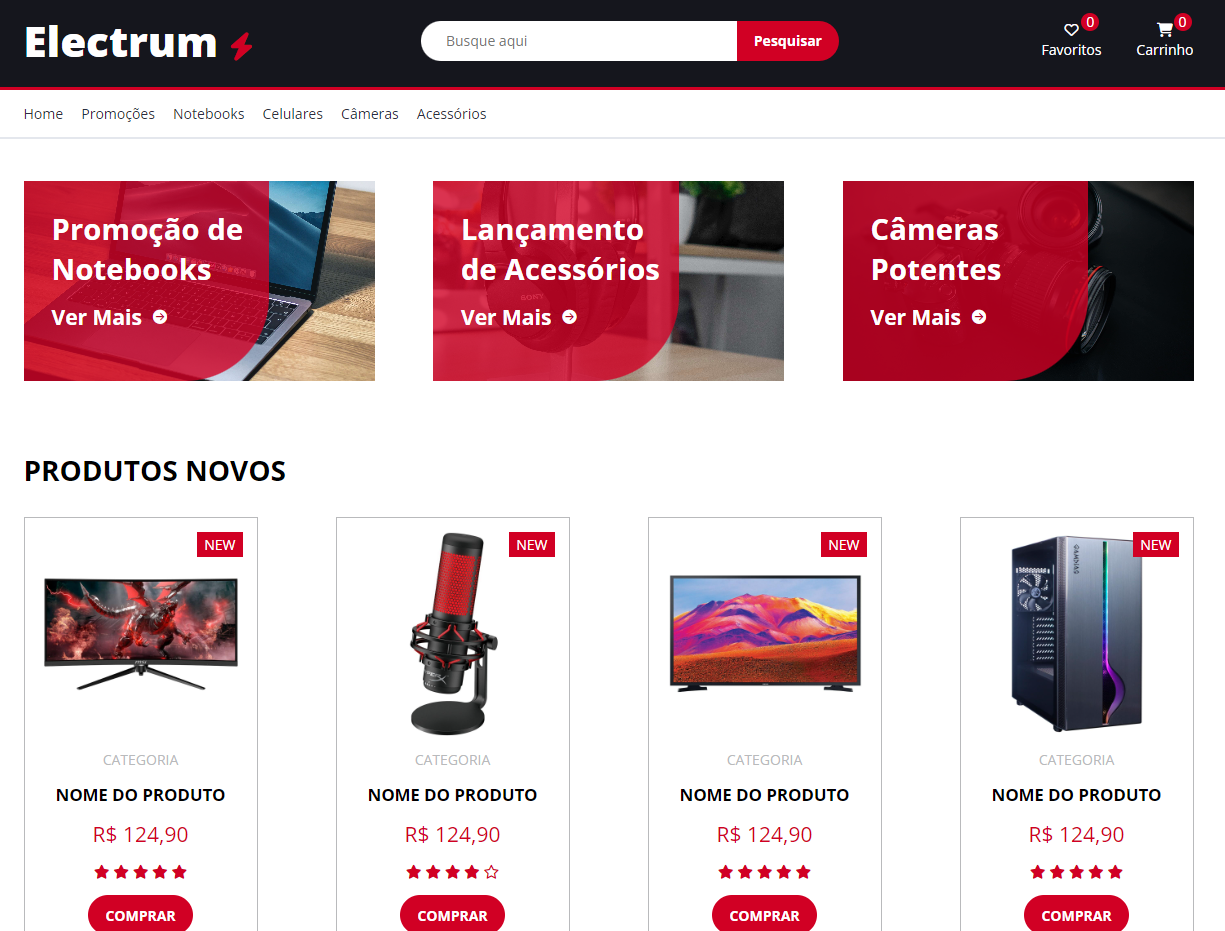 Electrum
Busque aqui
Pesquisar
0
Favoritos
0
Carrinho
Home Promoções Notebooks Celulares Câmeras Acessórios
Promoção de
Notebooks
Ver Mais
Lançamento
de Acessórios
SONY
Ver Mais
Câmeras
Potentes
Ver Mais
PRODUTOS NOVOS
NEW
CATEGORIA
NOME DO PRODUTO
R$ 124,90
COMPRAR
NEW
CATEGORIA
NOME DO PRODUTO
R$ 124,90
COMPRAR
NEW
CATEGORIA
NOME DO PRODUTO
R$ 124,90
COMPRAR
NEW
GAMDIAS
CATEGORIA
NOME DO PRODUTO
R$ 124,90
COMPRAR